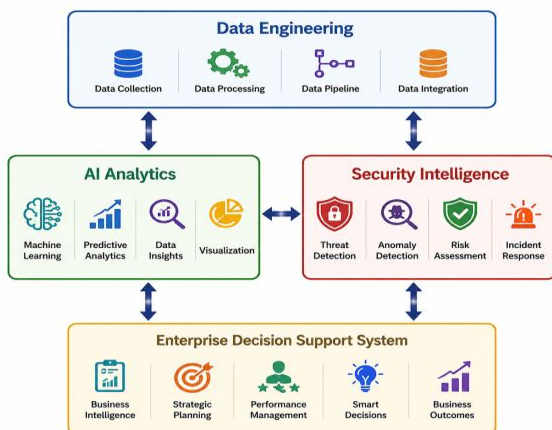 Data Engineering
Data Collection
Data Processing
Data Pipeline
Data Integration
AI Analytics
Machine
Learning
Predictive
Analytics
Data
Insights
Visualization
Security Intelligence
Threat
Detection
Anomaly
Detection
Risk
Assessment
Incident
Response
Enterprise Decision Support System
Business
Intelligence
Strategic
Planning
Performance
Management
Smart
Decisions
Business
Outcomes